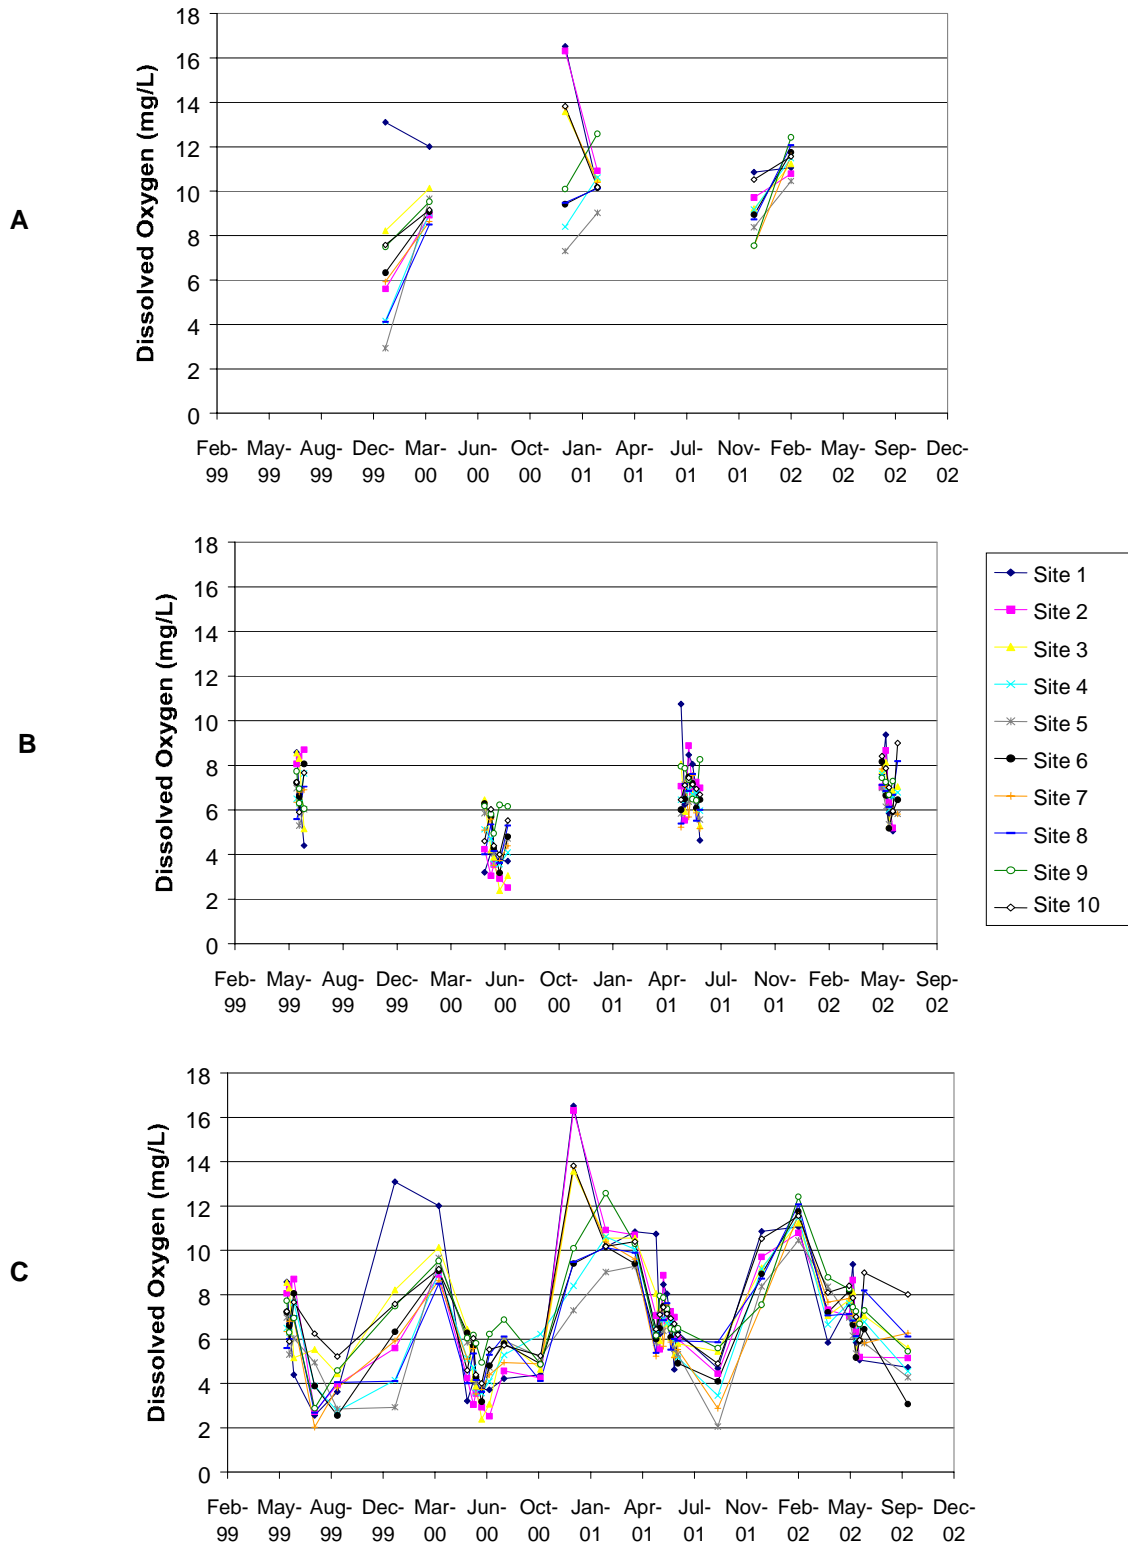 A
Dissolved Oxygen (mg/L)
18
16
14
12
10
8
6
4
2
0
Feb- May- Aug- Dec- Mar- Jun- Oct- Jan- Apr- Jul- Nov- Feb- May- Sep- Dec-
99 99 99 99 00 00 00 01 01 01 01 02 02 02 02
B
Dissolved Oxygen (mg/L)
18
16
14
12
10
8
6
4
2
0
Feb- May- Aug- Dec- Mar- Jun- Oct- Jan- Apr- Jul- Nov- Feb- May- Sep-
99 99 99 99 00 00 00 01 01 01 01 02 02 02
Site 1
Site 2
Site 3
Site 4
Site 5
Site 6
Site 7
Site 8
Site 9
Site 10
C
Dissolved Oxygen (mg/L)
18
16
14
12
10
8
6
4
2
0
Feb- May- Aug- Dec- Mar- Jun- Oct- Jan- Apr- Jul- Nov- Feb- May- Sep- Dec-
99 99 99 99 00 00 00 01 01 01 01 02 02 02 02